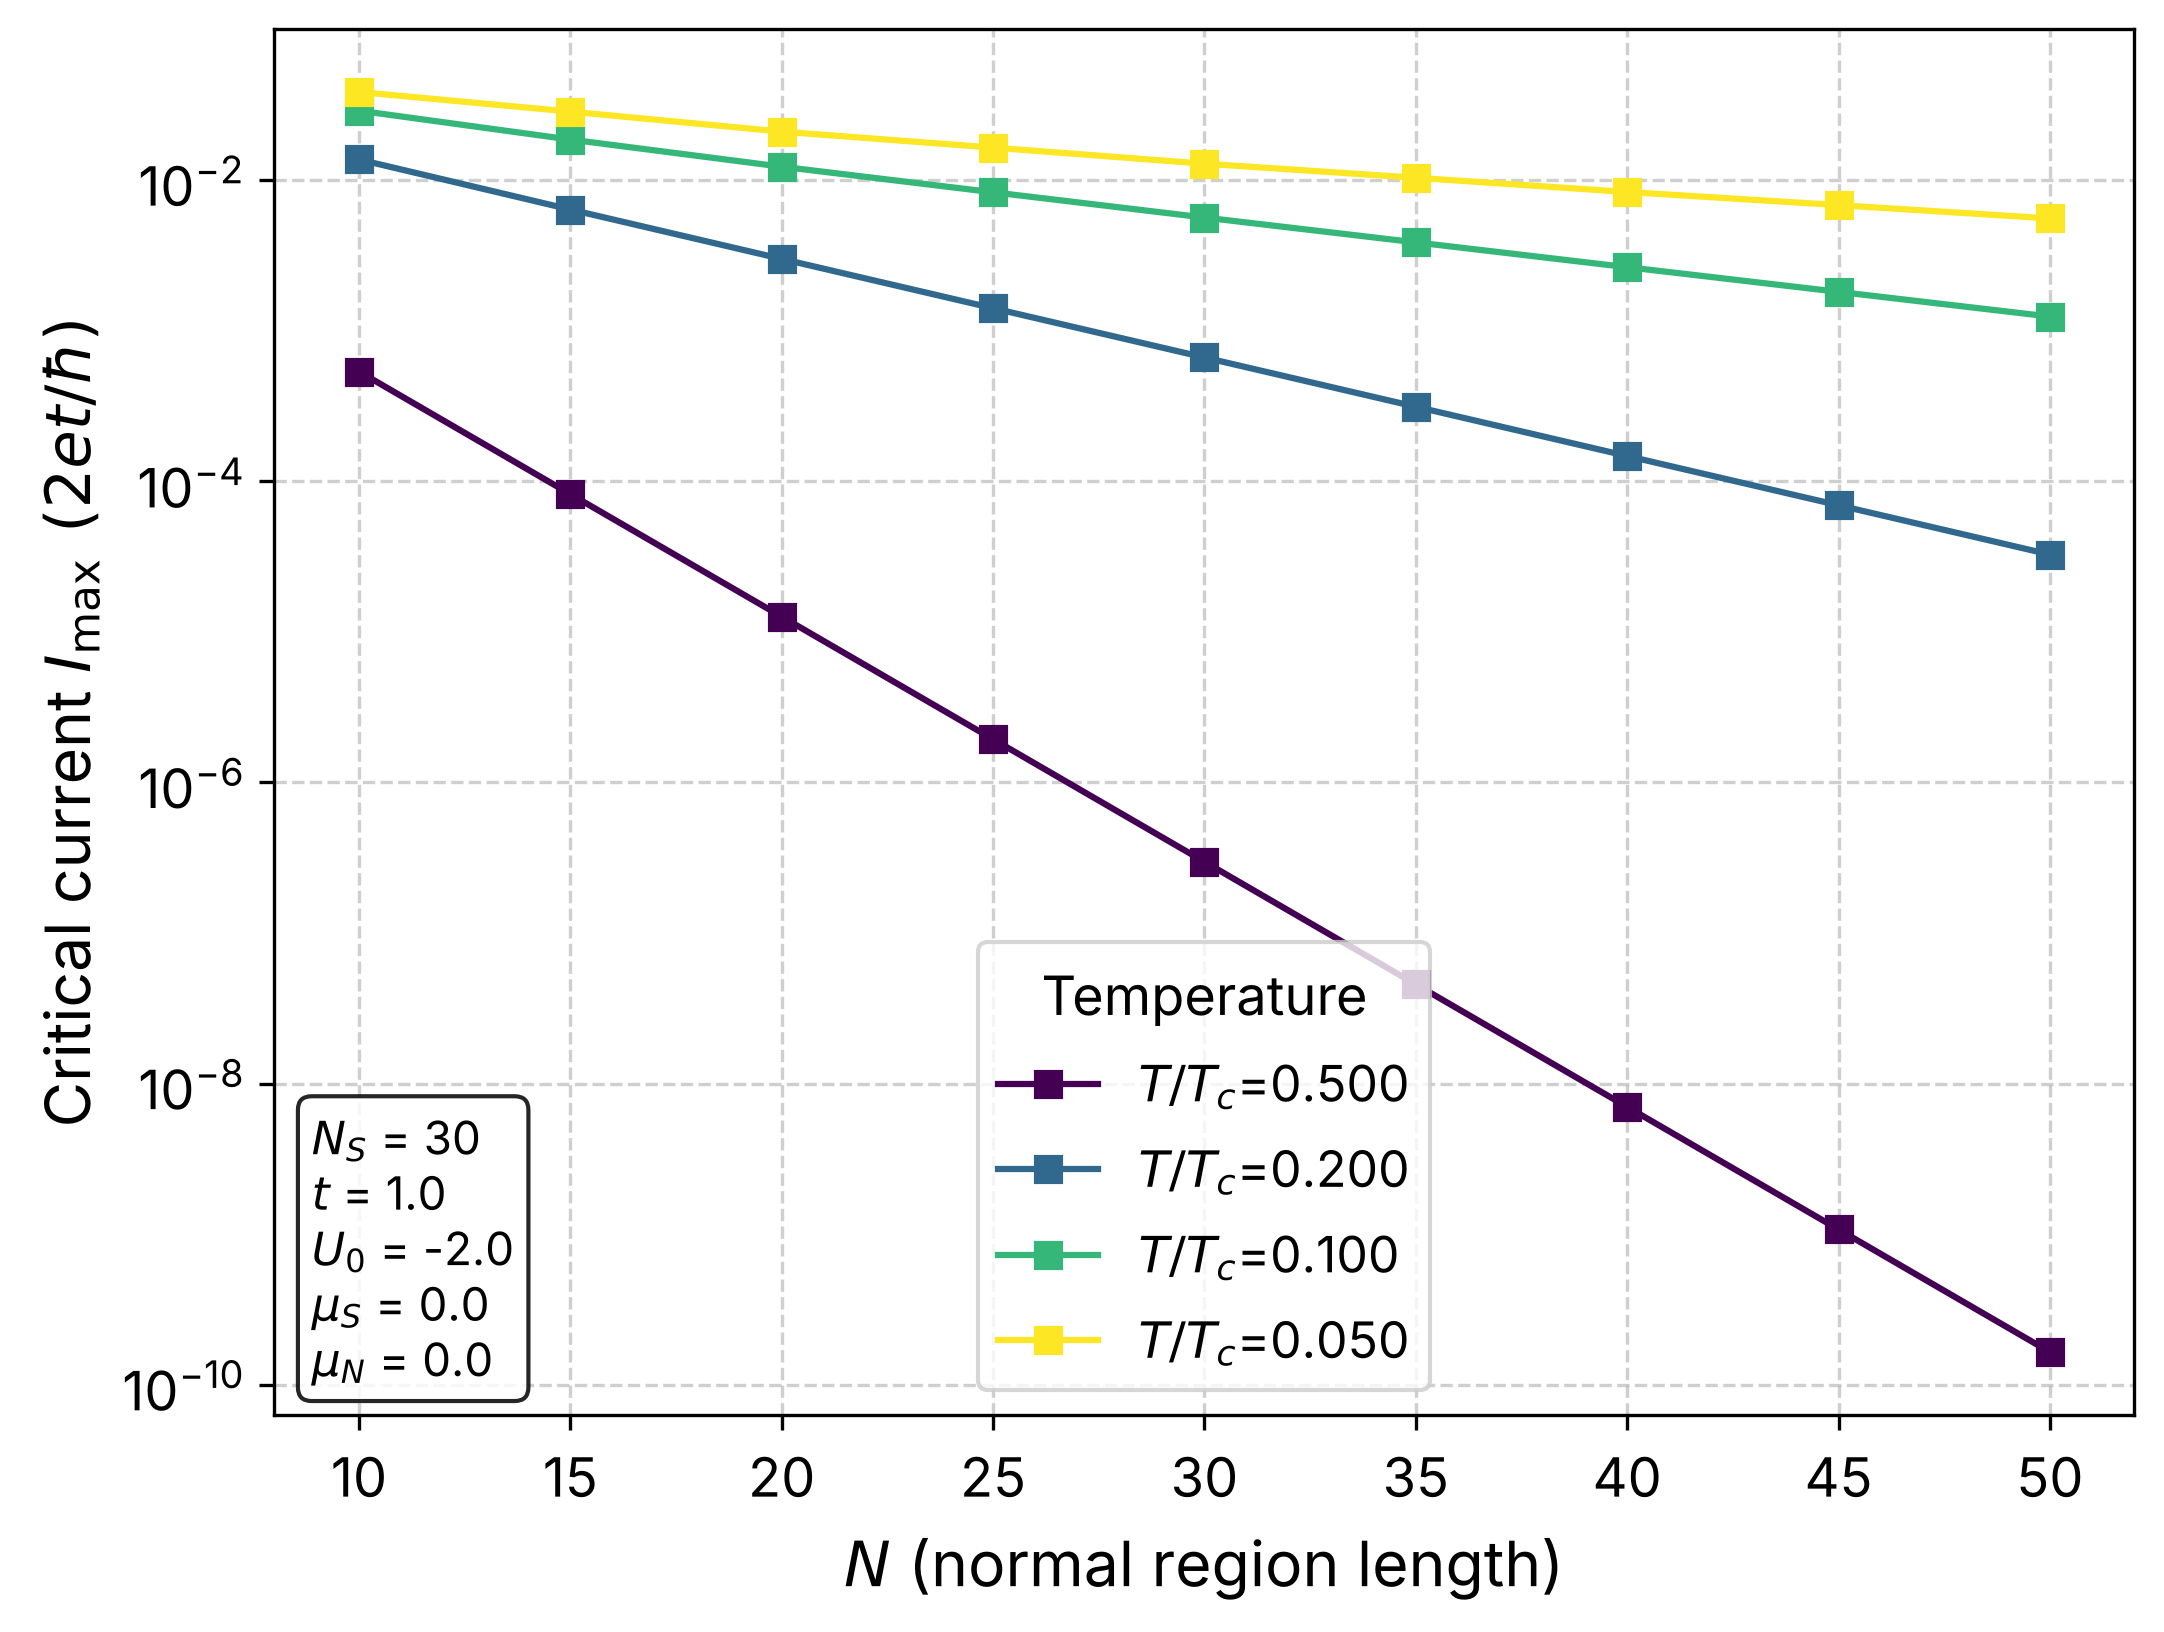 Critical current I_max (2et/ħ)
10⁻²
10⁻⁴
10⁻⁶
10⁻⁸
10⁻¹⁰
N_S = 30
t = 1.0
U₀ = -2.0
μ_S = 0.0
μ_N = 0.0
Temperature
T/T_c=0.500
T/T_c=0.200
T/T_c=0.100
T/T_c=0.050
10 15 20 25 30 35 40 45 50
N (normal region length)